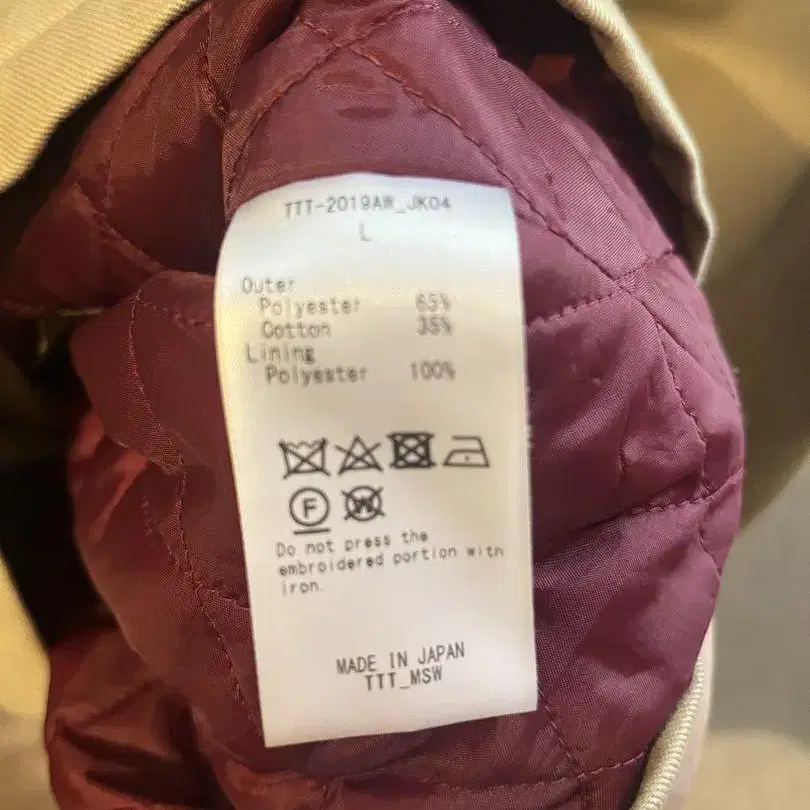 TTT-2019AW_JK04
L
Outer
Polyester 65%
Cotton 35%
Lining
Polyester 100%
F W
Do not press the
embroidered portion with
iron.
MADE IN JAPAN
TTT_MSW